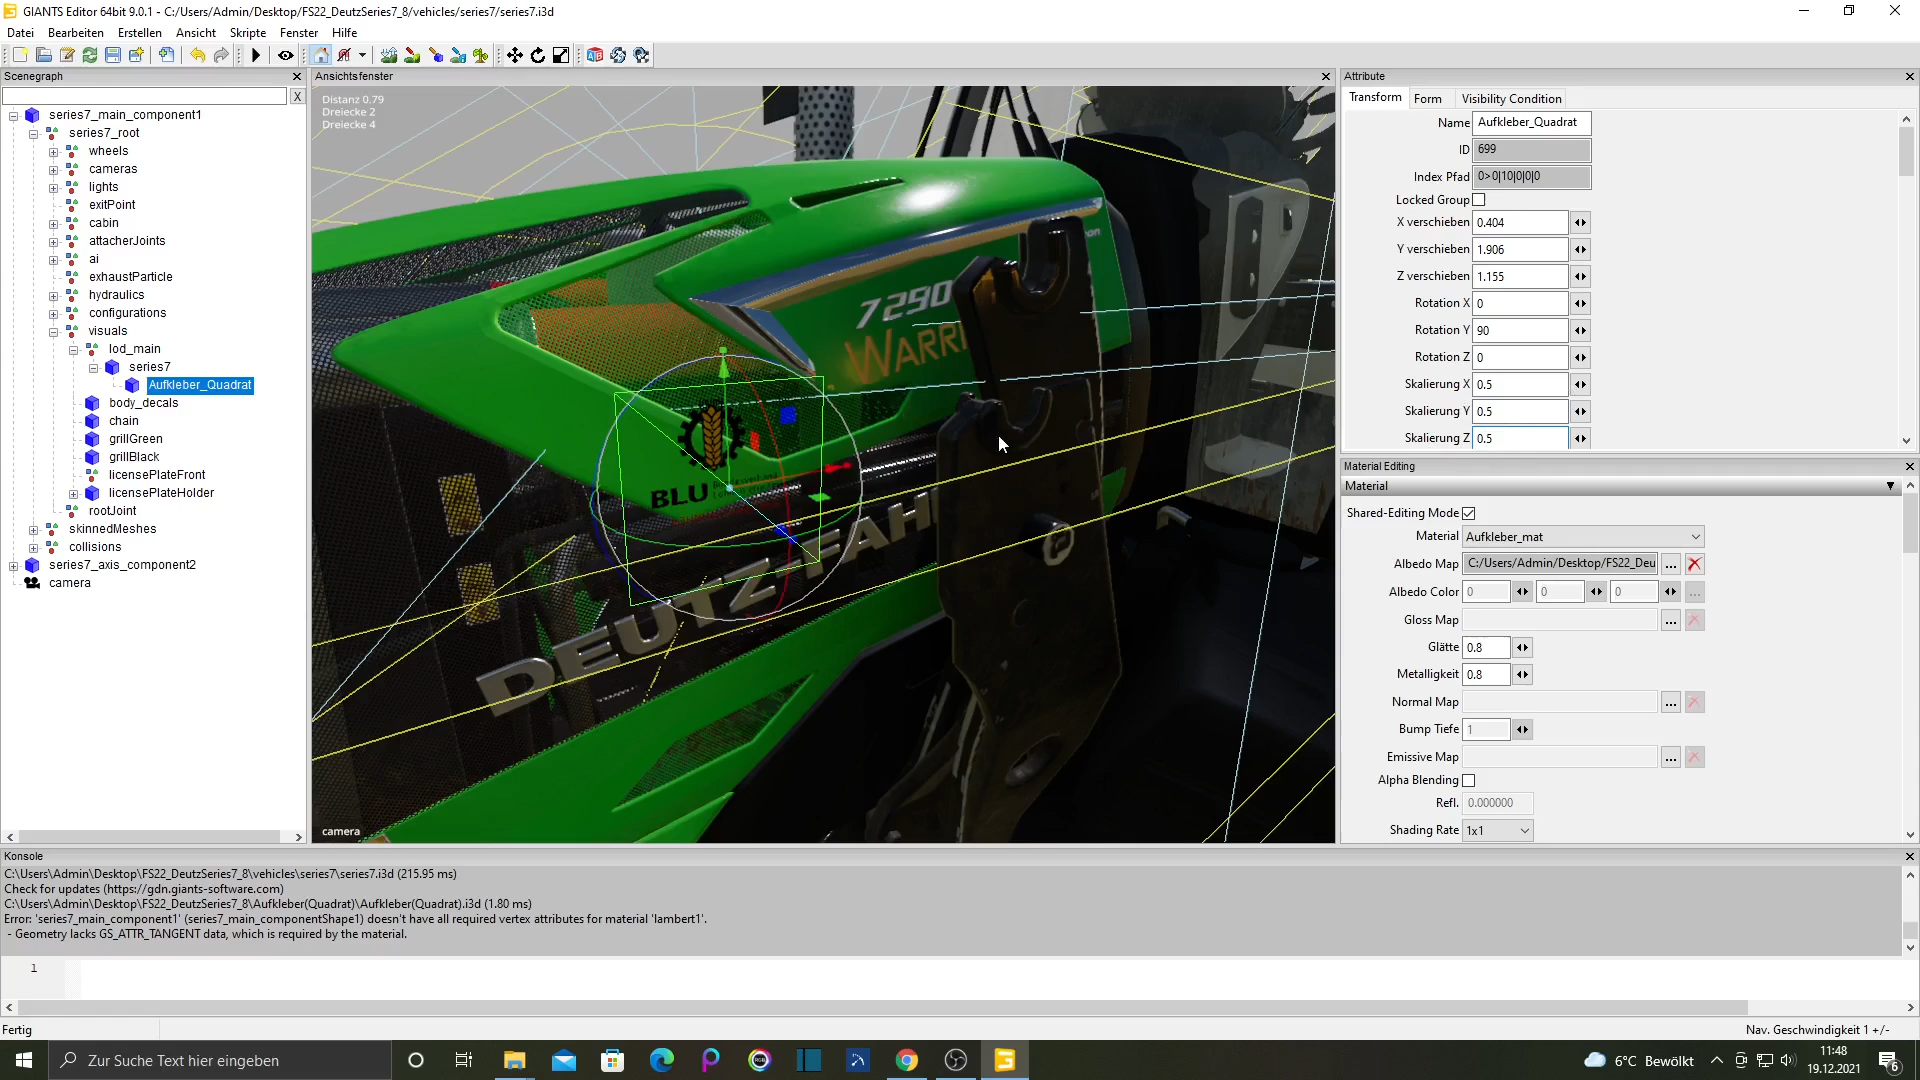 GIANTS Editor 64bit 9.0.1 - C:/Users/Admin/Desktop/FS22_DeutzSeries7_8/vehicles/series7/series7.i3d
Datei Bearbeiten Erstellen Ansicht Skripte Fenster Hilfe
Scenegraph
X
series7_main_component1
series7_root
wheels
cameras
lights
exitPoint
cabin
attacherJoints
ai
exhaustParticle
hydraulics
configurations
visuals
lod_main
series7
Aufkleber_Quadrat
body_decals
chain
grillGreen
grillBlack
licensePlateFront
licensePlateHolder
rootJoint
skinnedMeshes
collisions
series7_axis_component2
camera
Ansichtsfenster
Distanz 0.79
Dreiecke 2
Dreiecke 4
7290
WARRI
BLU
DEUTZ-FAH
camera
Attribute
Transform Form Visibility Condition
Name Aufkleber_Quadrat
ID 699
Index Pfad 0>0|10|0|0|0
Locked Group
X verschieben 0.404
Y verschieben 1.906
Z verschieben 1.155
Rotation X 0
Rotation Y 90
Rotation Z 0
Skalierung X 0.5
Skalierung Y 0.5
Skalierung Z 0.5
Material Editing
Material
Shared-Editing Mode
Material Aufkleber_mat
Albedo Map C:/Users/Admin/Desktop/FS22_Deu ...
Albedo Color 0 0 0 ...
Gloss Map ...
Glätte 0.8
Metalligkeit 0.8
Normal Map ...
Bump Tiefe 1
Emissive Map ...
Alpha Blending
Refl. 0.000000
Shading Rate 1x1
Konsole
C:\Users\Admin\Desktop\FS22_DeutzSeries7_8\vehicles\series7\series7.i3d (215.95 ms)
Check for updates (https://gdn.giants-software.com)
C:\Users\Admin\Desktop\FS22_DeutzSeries7_8\Aufkleber(Quadrat)\Aufkleber(Quadrat).i3d (1.80 ms)
Error: 'series7_main_component1' (series7_main_componentShape1) doesn't have all required vertex attributes for material 'lambert1'.
- Geometry lacks GS_ATTR_TANGENT data, which is required by the material.
1
Fertig
Nav. Geschwindigkeit 1 +/-
Zur Suche Text hier eingeben
6°C Bewölkt
11:48
19.12.2021
6